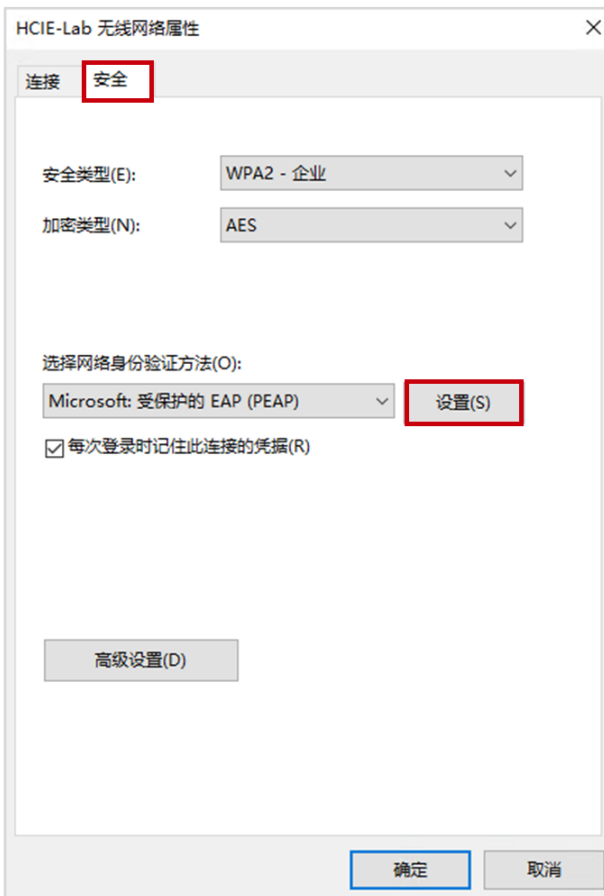 HCIE-Lab 无线网络属性
连接 安全
安全类型(E): WPA2 - 企业
加密类型(N): AES
选择网络身份验证方法(O):
Microsoft: 受保护的 EAP (PEAP) 设置(S)
每次登录时记住此连接的凭据(R)
高级设置(D)
确定 取消